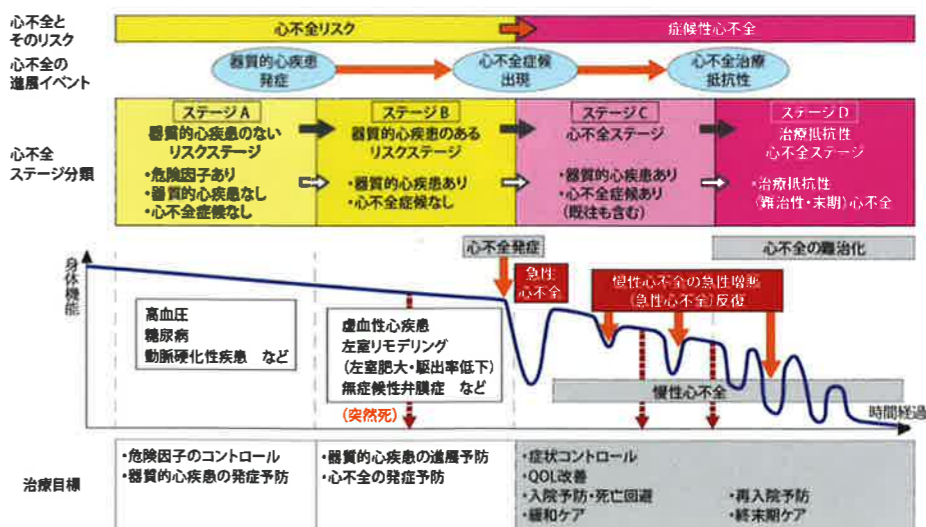 心不全と
そのリスク
心不全リスク
症候性心不全
心不全の
進展イベント
器質的心疾患
発症
心不全症候
出現
心不全治療
抵抗性
心不全
ステージ分類
ステージA
器質的心疾患のない
リスクステージ
・危険因子あり
・器質的心疾患なし
・心不全症候なし
ステージB
器質的心疾患のある
リスクステージ
・器質的心疾患あり
・心不全症候なし
ステージC
心不全ステージ
・器質的心疾患あり
・心不全症候あり
(既往も含む)
ステージD
治療抵抗性
心不全ステージ
・治療抵抗性
(難治性・末期)心不全
身体機能
心不全発症
心不全の難治化
急性
心不全
慢性心不全の急性増悪
(急性心不全)反復
高血圧
糖尿病
動脈硬化性疾患 など
虚血性心疾患
左室リモデリング
(左室肥大・駆出率低下)
無症候性弁膜症 など
(突然死)
慢性心不全
時間経過
治療目標
・危険因子のコントロール
・器質的心疾患の発症予防
・器質的心疾患の進展予防
・心不全の発症予防
・症状コントロール
・QOL改善
・入院予防・死亡回避
・緩和ケア
・再入院予防
・終末期ケア